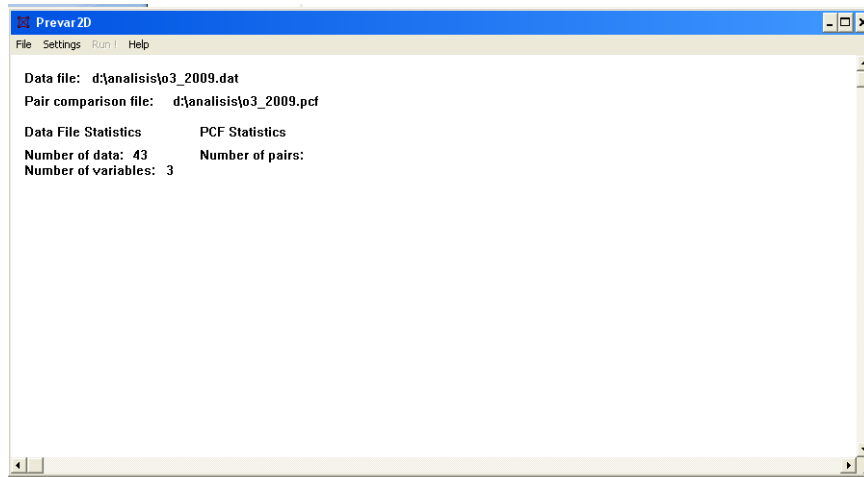 Prevar2D
File Settings Run! Help
Data file: d:\analisis\o3_2009.dat
Pair comparison file: d:\analisis\o3_2009.pcf
Data File Statistics PCF Statistics
Number of data: 43 Number of pairs:
Number of variables: 3